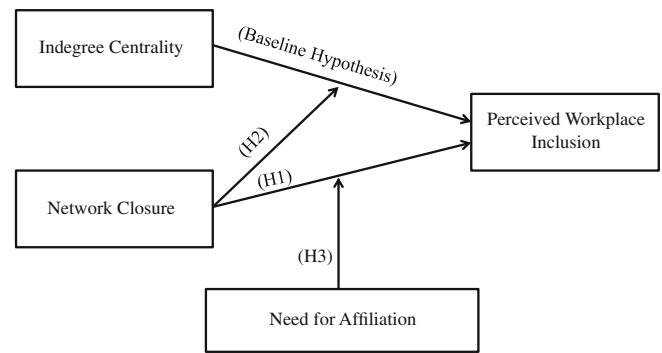 Indegree Centrality
(Baseline Hypothesis)
Perceived Workplace
Inclusion
(H2)
(H1)
Network Closure
(H3)
Need for Affiliation